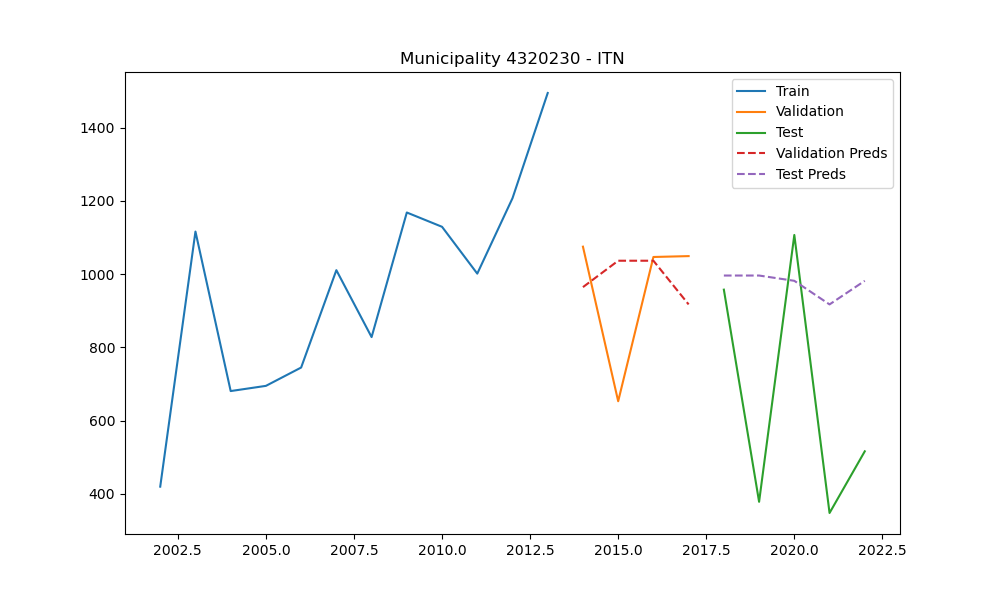 Municipality 4320230 - ITN
Train
Validation
Test
Validation Preds
Test Preds
1400
1200
1000
800
600
400
2002.5 2005.0 2007.5 2010.0 2012.5 2015.0 2017.5 2020.0 2022.5